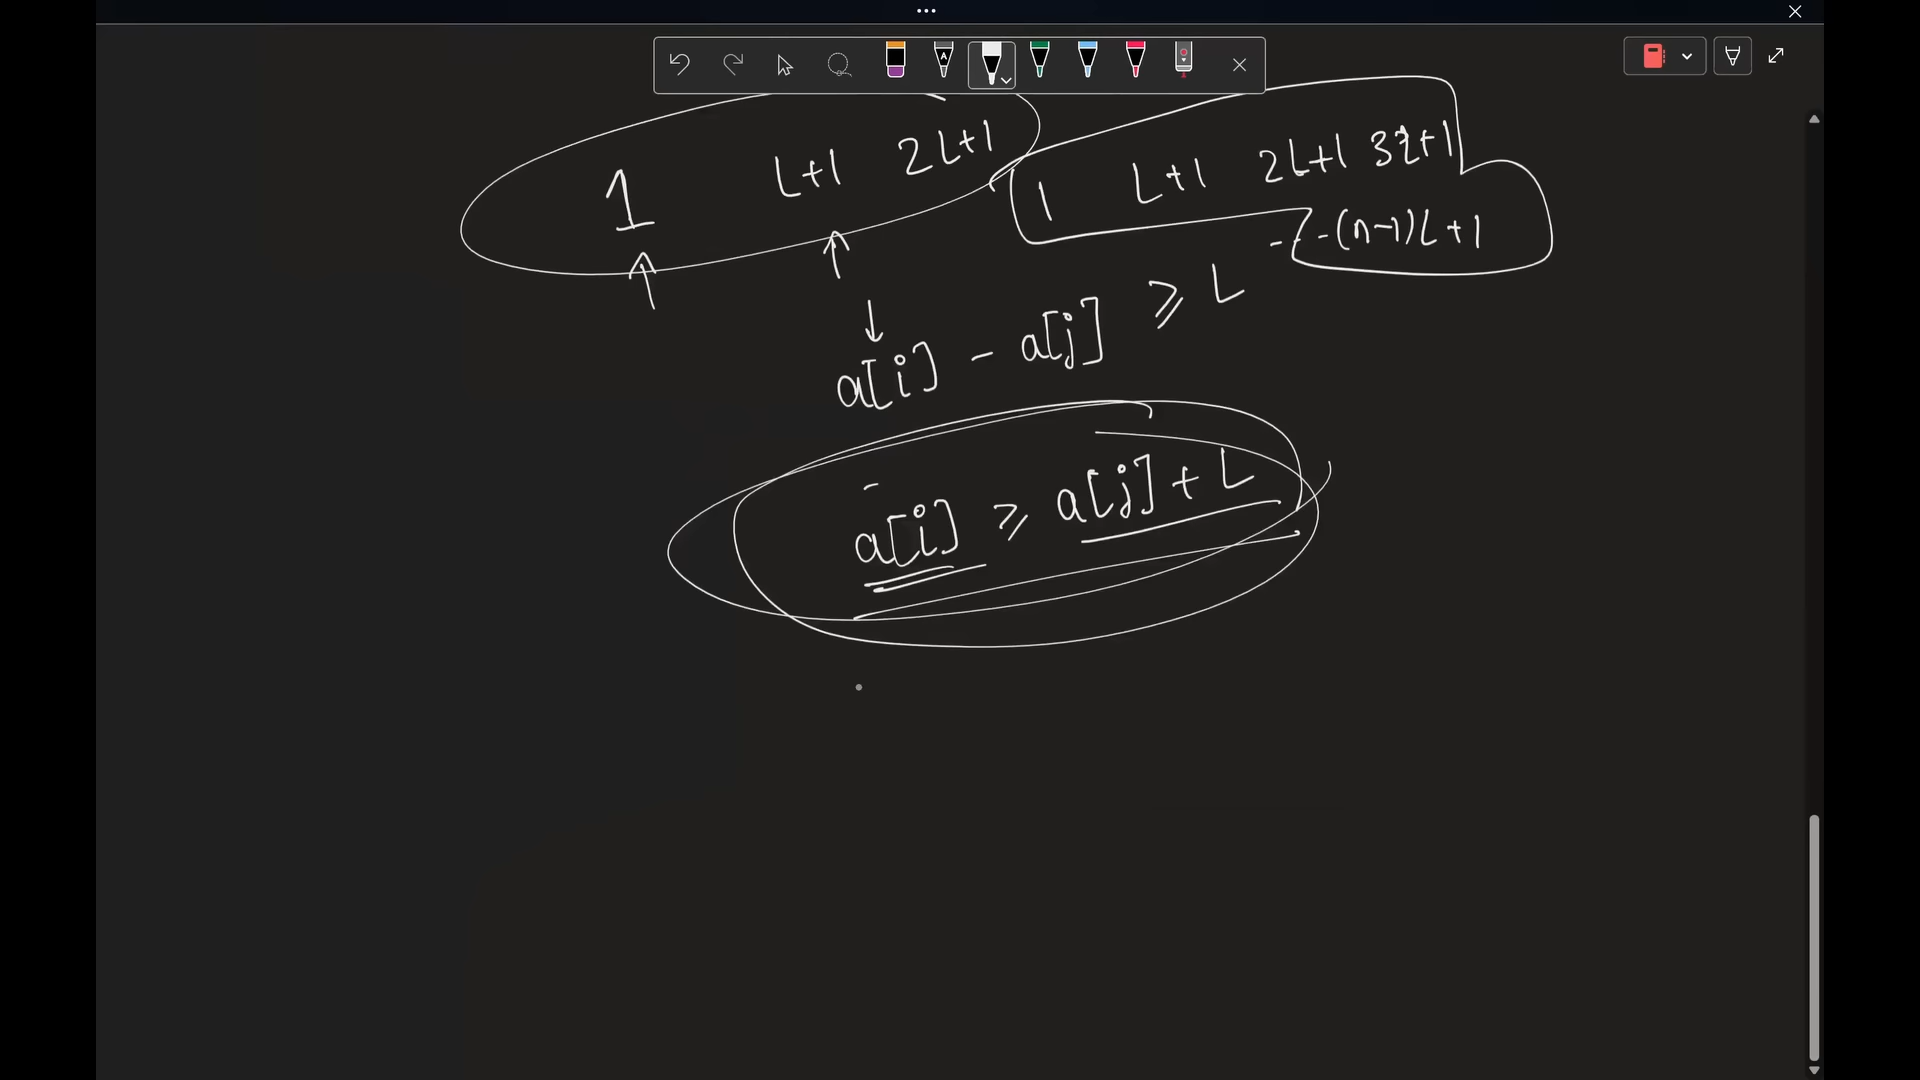 1 L+1 2L+1
1 L+1 2L+1 3L+1
---(n-1)L+1
a[i] - a[j] ⩾ L
a[i] ⩾ a[j] + L